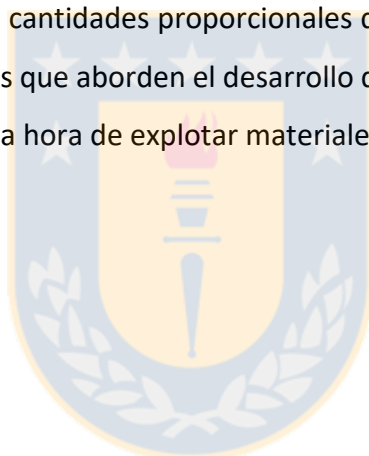 cantidades proporcionales
s que aborden el desarrollo
a hora de explotar materiale